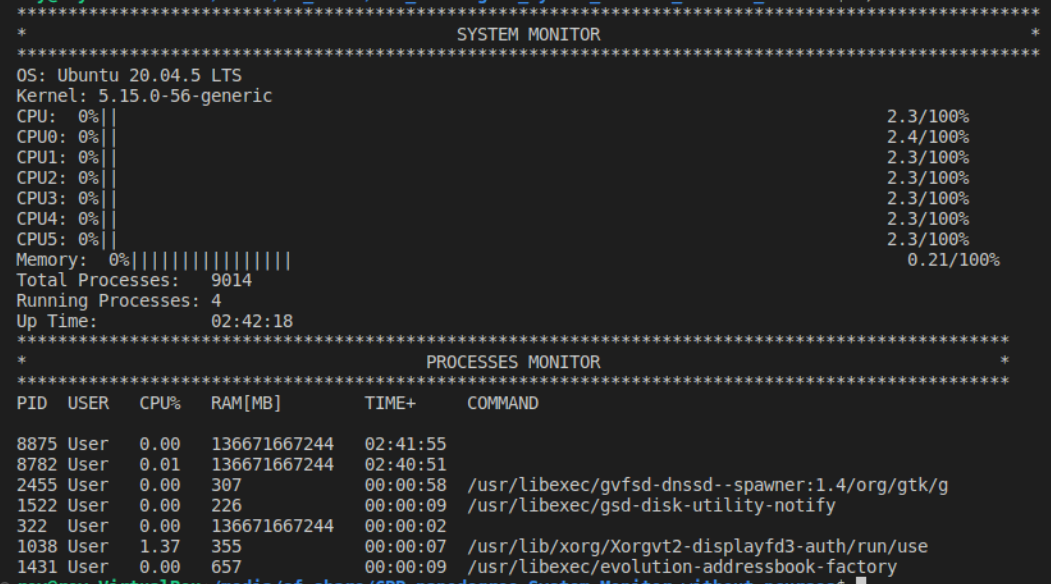 ********************************************************************************************************
* SYSTEM MONITOR *
********************************************************************************************************
OS: Ubuntu 20.04.5 LTS
Kernel: 5.15.0-56-generic
CPU: 0%|| 2.3/100%
CPU0: 0%|| 2.4/100%
CPU1: 0%|| 2.3/100%
CPU2: 0%|| 2.3/100%
CPU3: 0%|| 2.3/100%
CPU4: 0%|| 2.3/100%
CPU5: 0%|| 2.3/100%
Memory: 0%|||||||||||||||| 0.21/100%
Total Processes: 9014
Running Processes: 4
Up Time: 02:42:18
*****************************************************************************************************
* PROCESSES MONITOR *
*****************************************************************************************************
PID USER CPU% RAM[MB] TIME+ COMMAND
8875 User 0.00 136671667244 02:41:55
8782 User 0.01 136671667244 02:40:51
2455 User 0.00 307 00:00:58 /usr/libexec/gvfsd-dnssd--spawner:1.4/org/gtk/g
1522 User 0.00 226 00:00:09 /usr/libexec/gsd-disk-utility-notify
322 User 0.00 136671667244 00:00:02
1038 User 1.37 355 00:00:07 /usr/lib/xorg/Xorgvt2-displayfd3-auth/run/use
1431 User 0.00 657 00:00:09 /usr/libexec/evolution-addressbook-factory